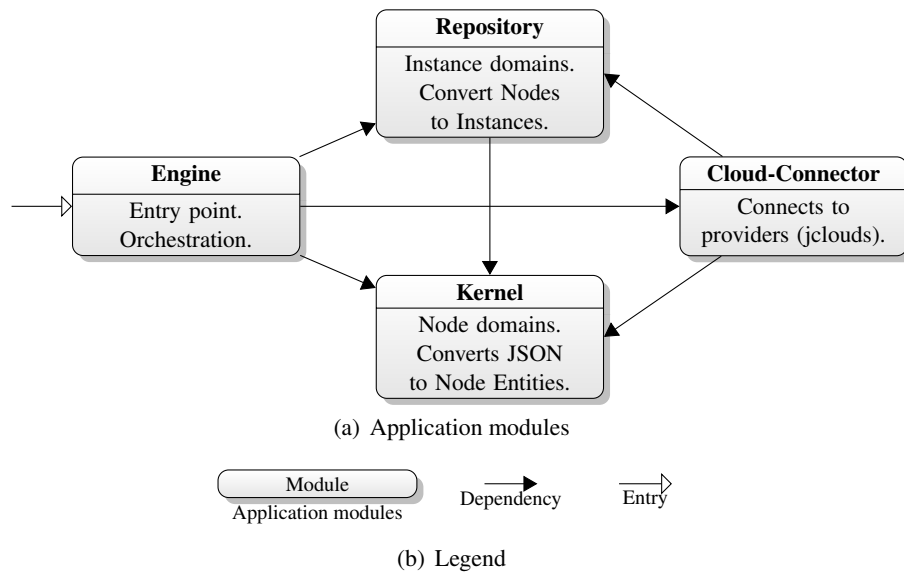 Repository
Instance domains.
Convert Nodes
to Instances.
Engine
Entry point.
Orchestration.
Cloud-Connector
Connects to
providers (jclouds).
Kernel
Node domains.
Converts JSON
to Node Entities.
(a) Application modules
Module
Application modules
Dependency
Entry
(b) Legend